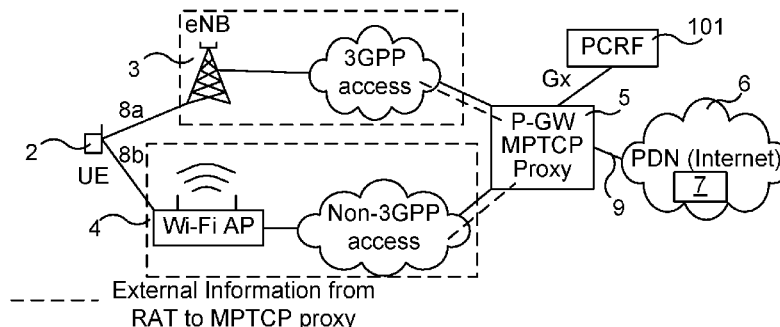 eNB
3
3GPP
access
PCRF
101
Gx
8a
5
6
2
8b
UE
P-GW
MPTCP
Proxy
PDN (Internet)
7
9
4
Wi-Fi AP
Non-3GPP
access
External Information from
RAT to MPTCP proxy